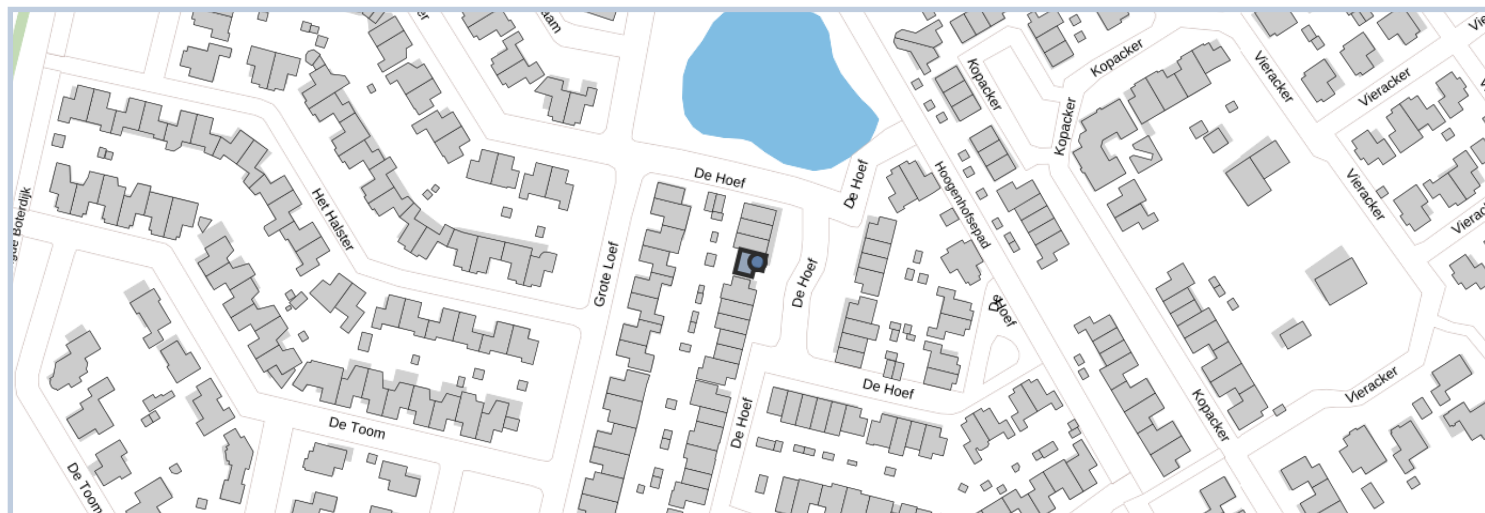 Kopacker
Vieracker
Kopacker
Vieracker
Kopacker
De Hoef
De Hoef
Hoogenhofsepad
Vieracker
Het Halster
Grote Loef
De Hoef
Hoef
De Hoef
Vieracker
De Hoef
Kopacker
De Toom
De Toom